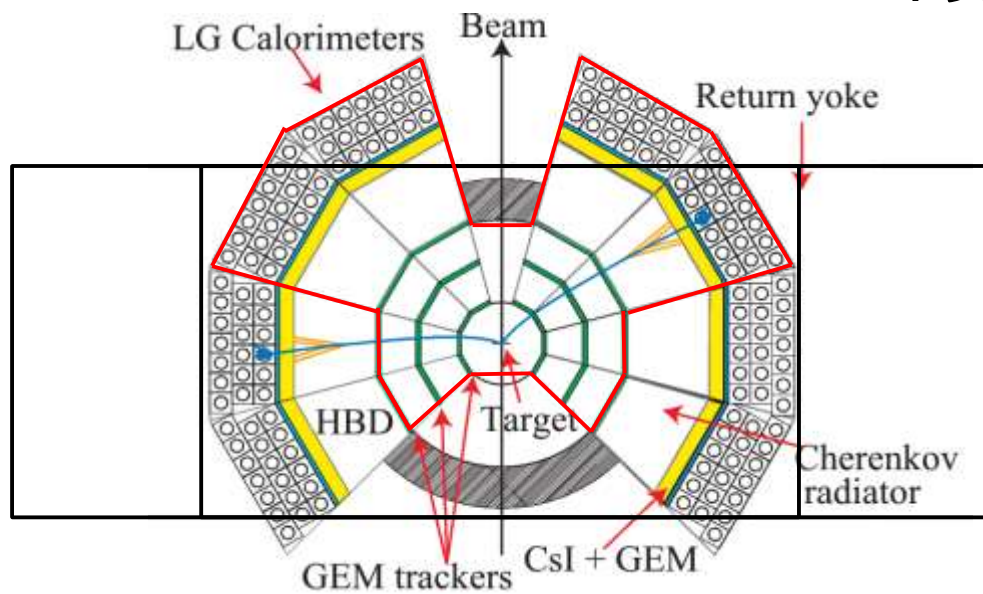 Beam
LG Calorimeters
Return yoke
HBD
Target
Cherenkov
radiator
CsI + GEM
GEM trackers